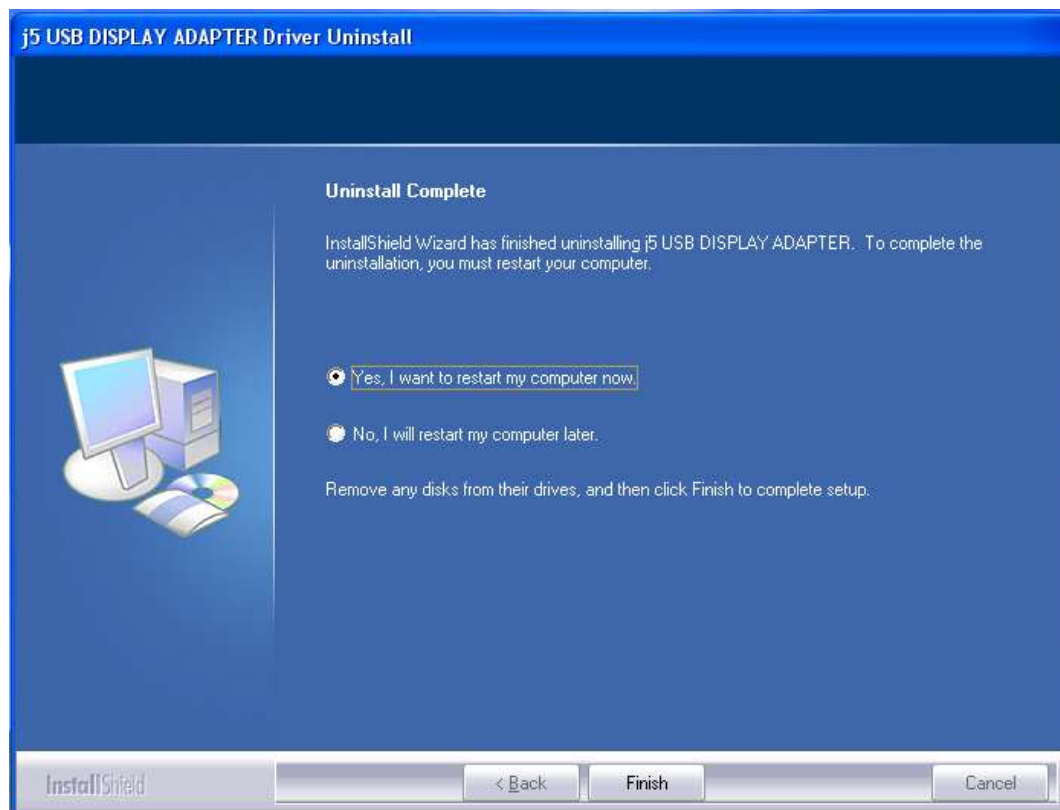 j5 USB DISPLAY ADAPTER Driver Uninstall
Uninstall Complete
InstallShield Wizard has finished uninstalling j5 USB DISPLAY ADAPTER. To complete the
uninstallation, you must restart your computer.
Yes, I want to restart my computer now.
No, I will restart my computer later.
Remove any disks from their drives, and then click Finish to complete setup.
InstallShield
< Back
Finish
Cancel